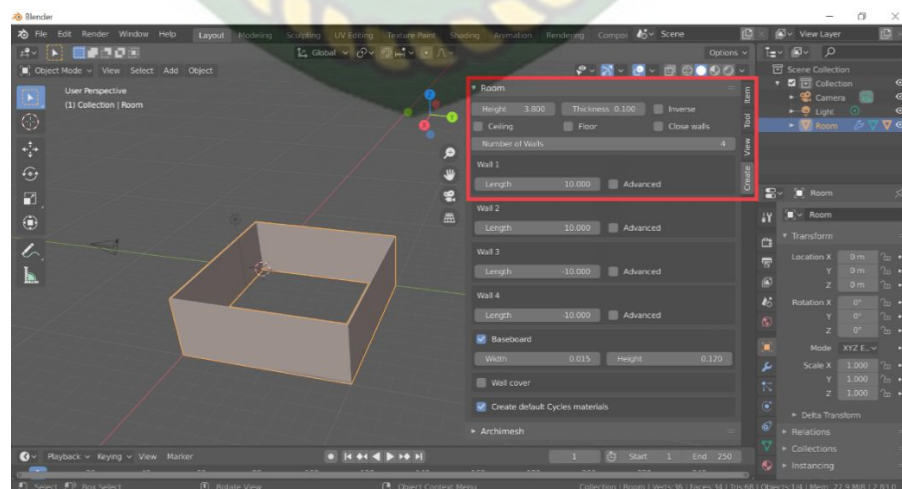 Blender
File Edit Render Window Help Layout Modeling Sculpting UV Editing Texture Paint Shading Animation Rendering Compos Scene View Layer
Global Options
Object Mode View Select Add Object
User Perspective
(1) Collection | Room
Room
Height 3.800 Thickness 0.100 Inverse
Ceiling Floor Close walls
Number of Walls 4
Wall 1
Length 10.000 Advanced
Wall 2
Length 10.000 Advanced
Wall 3
Length -10.000 Advanced
Wall 4
Length -10.000 Advanced
Baseboard
Width 0.015 Height 0.120
Wall cover
Create default Cycles materials
Archimesh
Item
Tool
View
Create
Scene Collection
Collection
Camera
Light
Room
Room
Room
Transform
Location X 0 m
Y 0 m
Z 0 m
Rotation X 0°
Y 0°
Z 0°
Mode XYZ E..
Scale X 1.000
Y 1.000
Z 1.000
Delta Transform
Relations
Collections
Instancing
Playback Keying View Marker 1 Start 1 End 250
Select Box Select Rotate View Object Context Menu Collection | Room | Verts:36 | Faces:34 | Tris:68 | Objects:1/4 | Mem: 27.9 MiB | 2.83.0